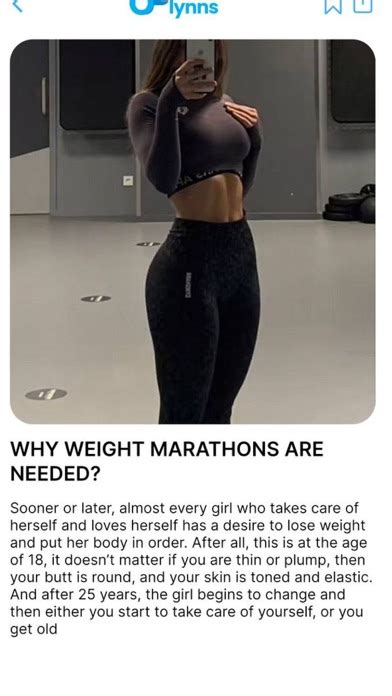 lynns
WHY WEIGHT MARATHONS ARE
NEEDED?
Sooner or later, almost every girl who takes care of
herself and loves herself has a desire to lose weight
and put her body in order. After all, this is at the age
of 18, it doesn't matter if you are thin or plump, then
your butt is round, and your skin is toned and elastic.
And after 25 years, the girl begins to change and
then either you start to take care of yourself, or you
get old